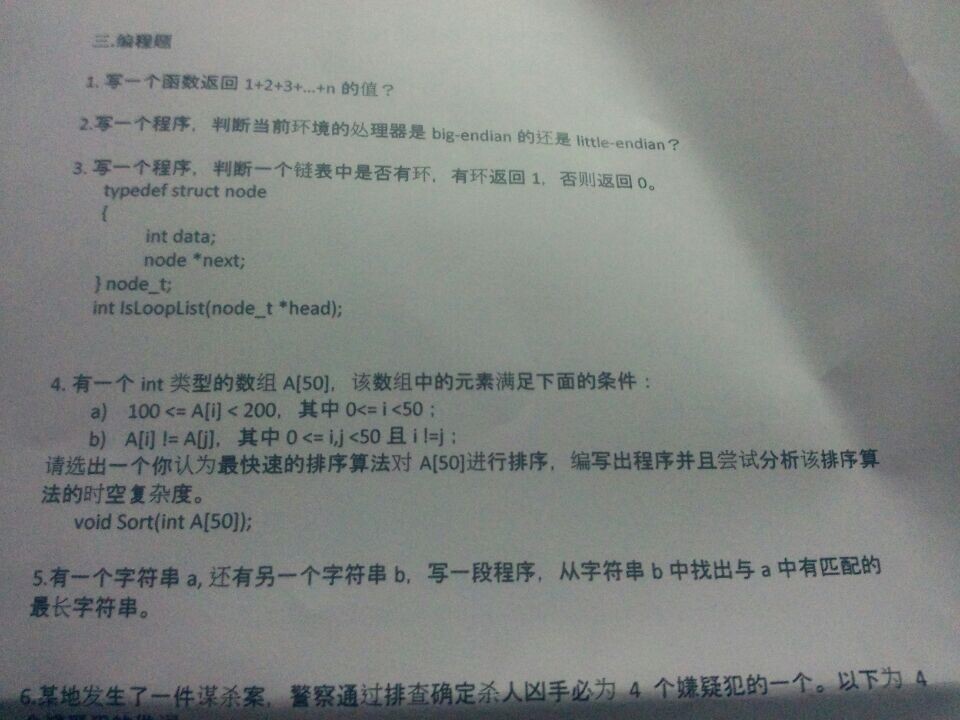 三.编程题
1. 写一个函数返回 1+2+3+...+n 的值？
2.写一个程序，判断当前环境的处理器是 big-endian 的还是 little-endian？
3. 写一个程序，判断一个链表中是否有环，有环返回 1，否则返回 0。
typedef struct node
{
int data;
node *next;
} node_t;
int IsLoopList(node_t *head);
4. 有一个 int 类型的数组 A[50]，该数组中的元素满足下面的条件：
a) 100 <= A[i] < 200，其中 0<= i <50；
b) A[i] != A[j]，其中 0 <= i,j <50 且 i !=j；
请选出一个你认为最快速的排序算法对 A[50]进行排序，编写出程序并且尝试分析该排序算
法的时空复杂度。
void Sort(int A[50]);
5.有一个字符串 a, 还有另一个字符串 b，写一段程序，从字符串 b 中找出与 a 中有匹配的
最长字符串。
6.某地发生了一件谋杀案，警察通过排查确定杀人凶手必为 4 个嫌疑犯的一个。以下为 4